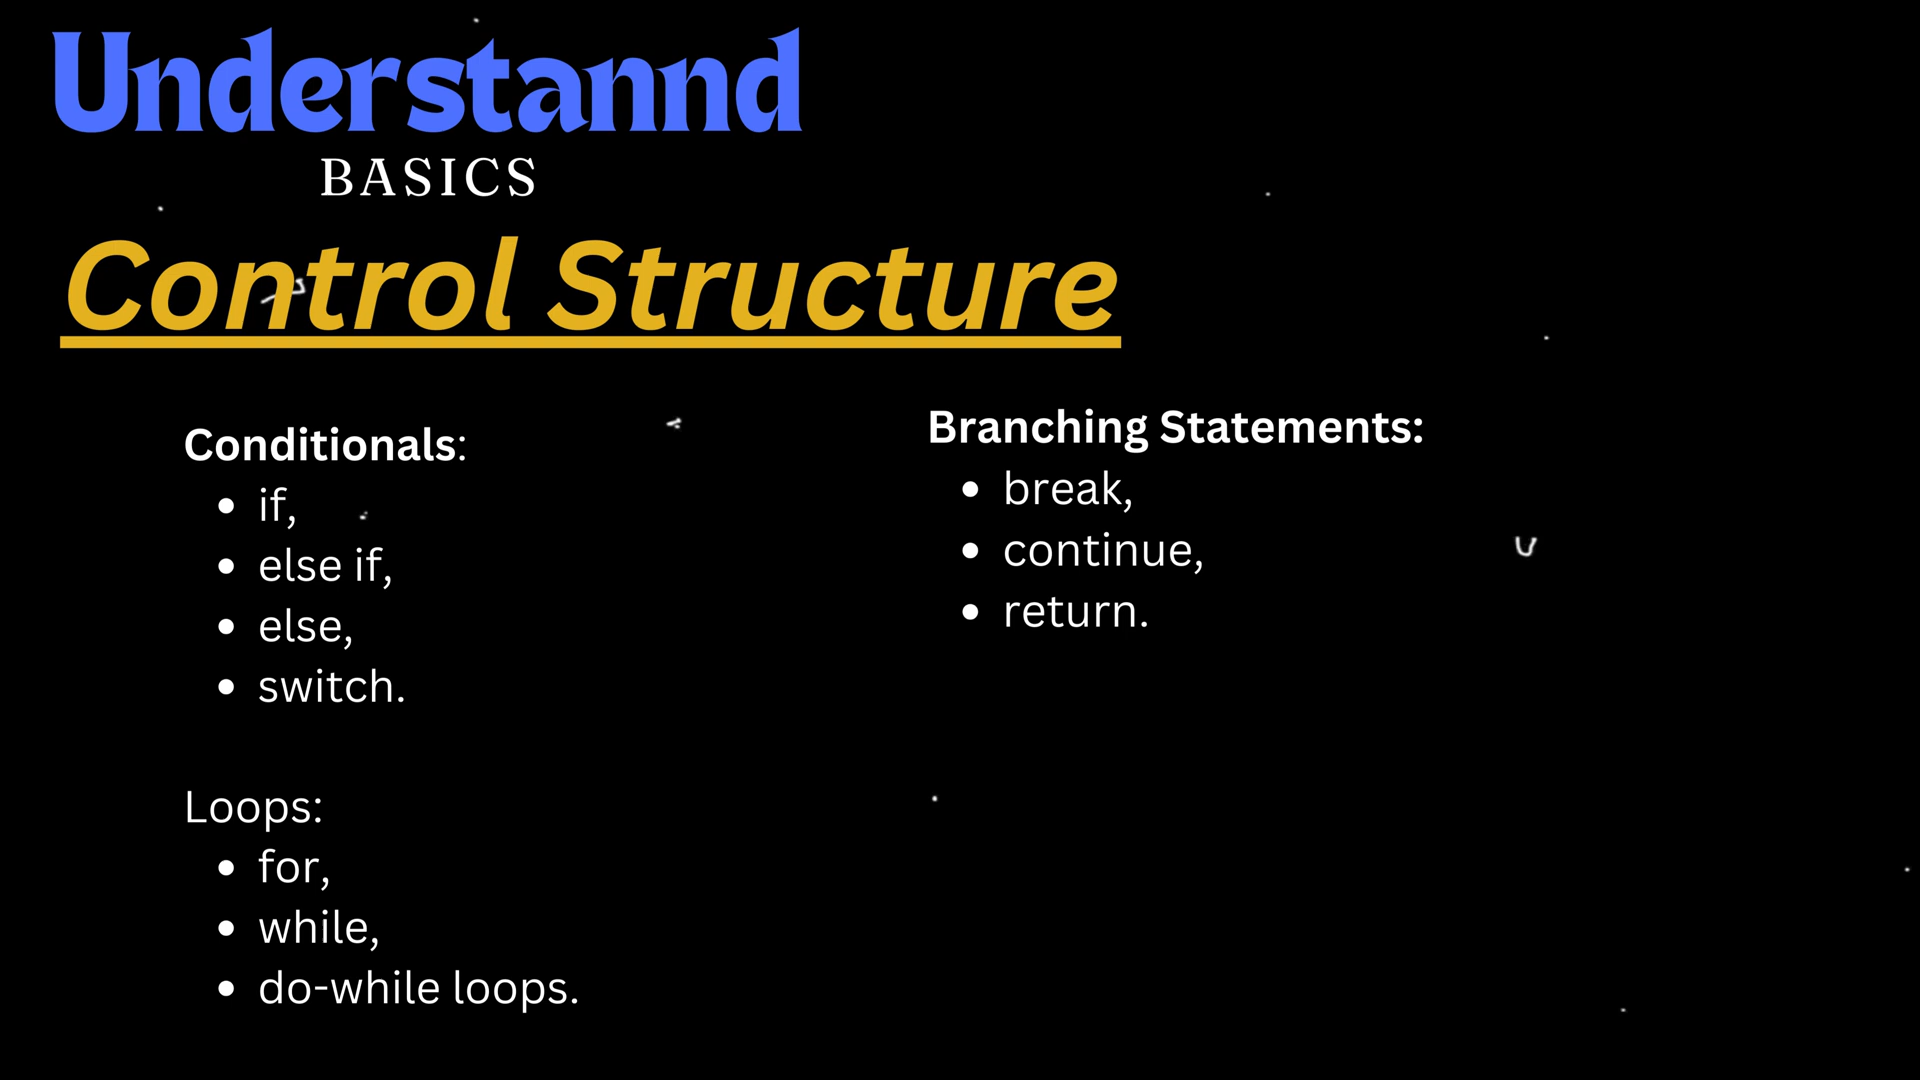 Understannd
BASICS
Control Structure
Conditionals:
• if,
• else if,
• else,
• switch.
Loops:
• for,
• while,
• do-while loops.
Branching Statements:
• break,
• continue,
• return.